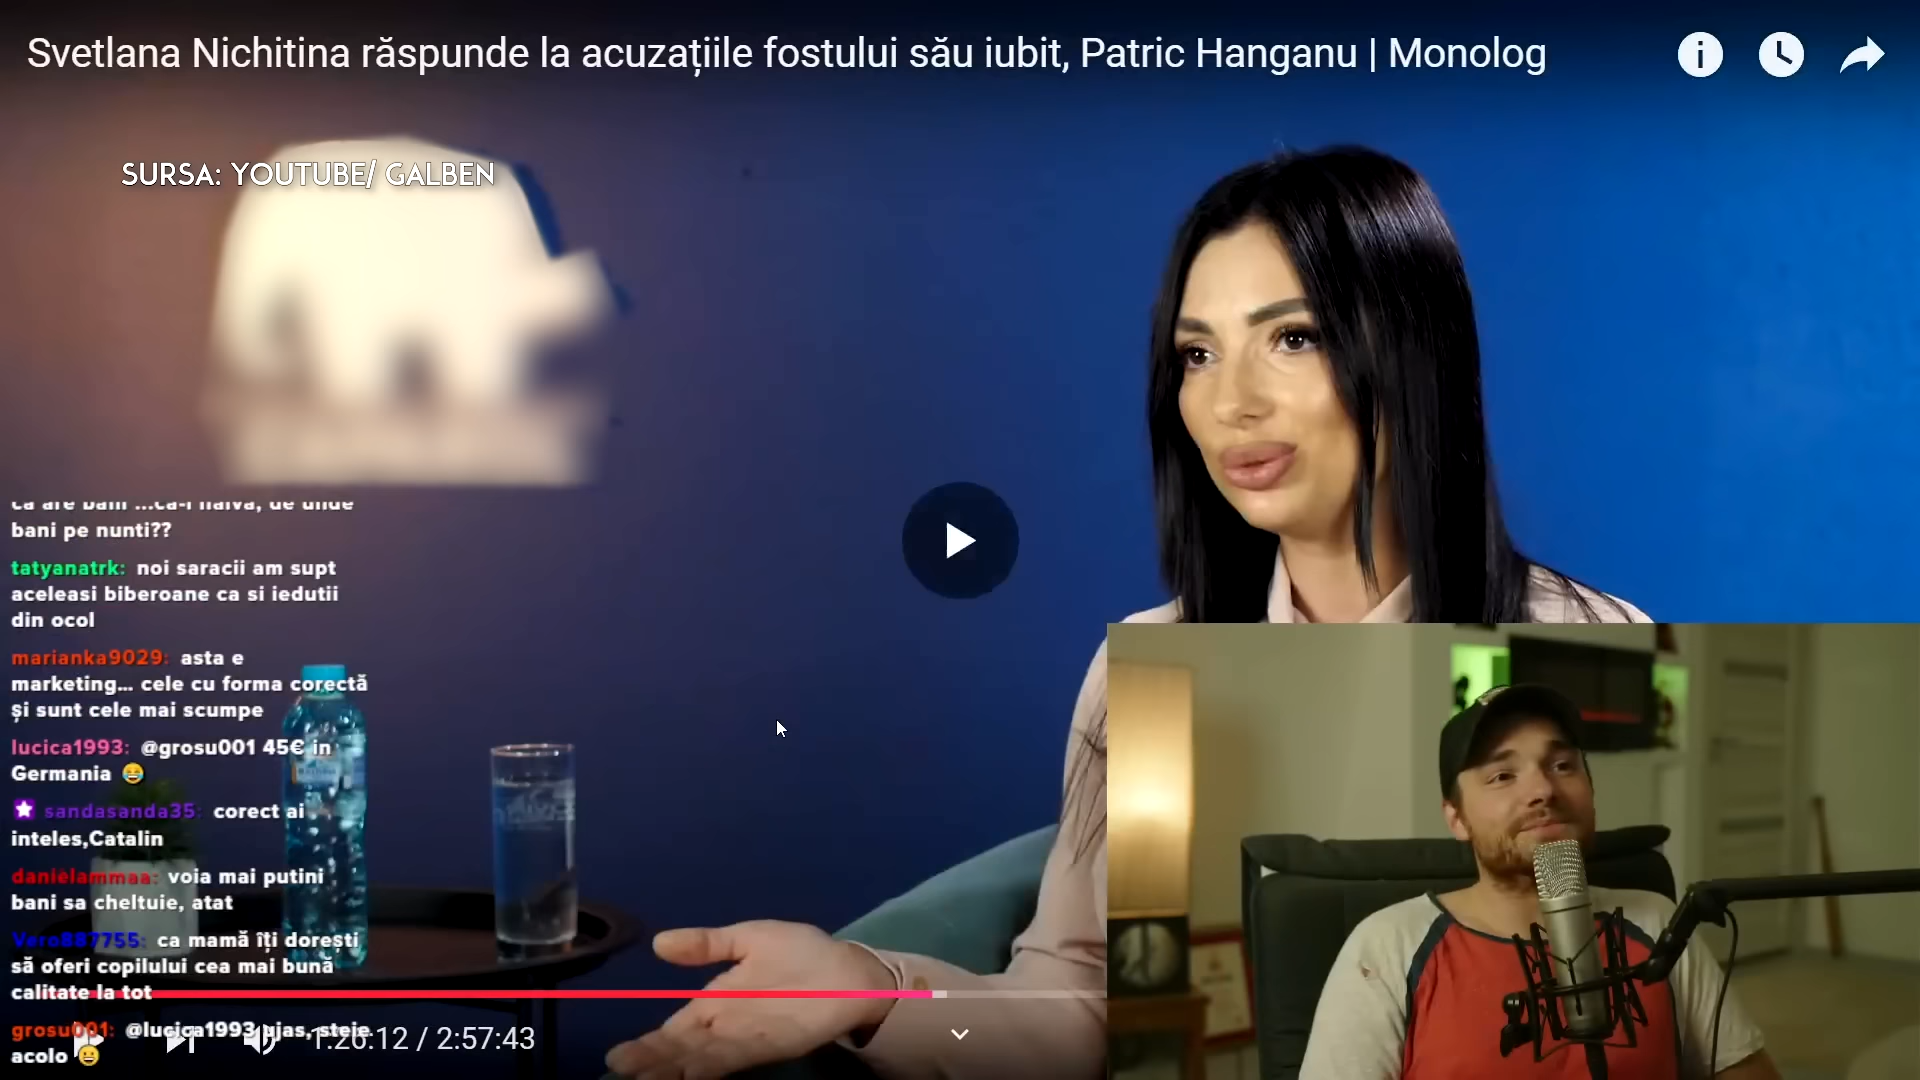 Svetlana Nichitina răspunde la acuzațiile fostului său iubit, Patric Hanganu | Monolog
SURSA: YOUTUBE/ GALBEN
bani pe nunti??
tatyanatrk: noi saracii am supt
aceleasi biberoane ca si iedutii
din ocol
marianka9029: asta e
marketing... cele cu forma corectă
și sunt cele mai scumpe
lucica1993: @grosu001 45€ in
Germania 😂
sandasanda35: corect ai
inteles,Catalin
danielammaa: voia mai putini
bani sa cheltuie, atat
Vero887755: ca mamă îți dorești
să oferi copilului cea mai bună
calitate la tot
grosu001: @lucica1993
acolo 😀
1:26:12 / 2:57:43